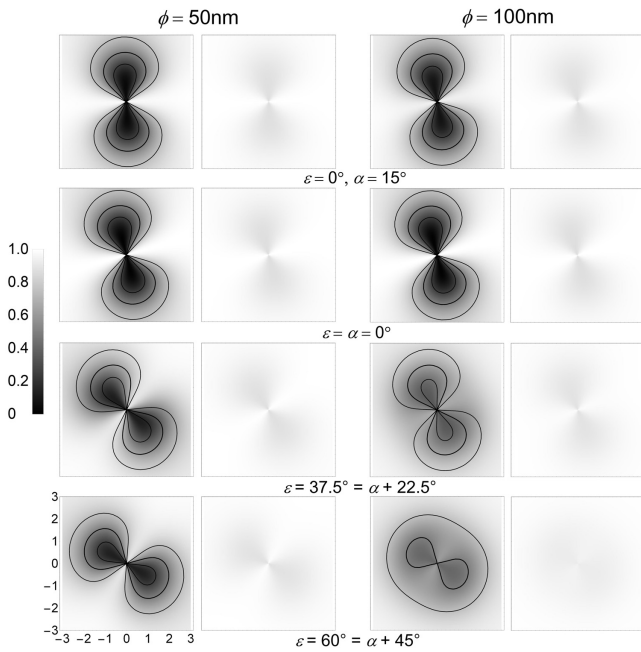 ϕ = 50nm
ϕ = 100nm
ε = 0°, α = 15°
ε = α = 0°
1.0
0.8
0.6
0.4
0.2
0
ε = 37.5° = α + 22.5°
3
2
1
0
−1
−2
−3
−3 −2 −1 0 1 2 3
ε = 60° = α + 45°